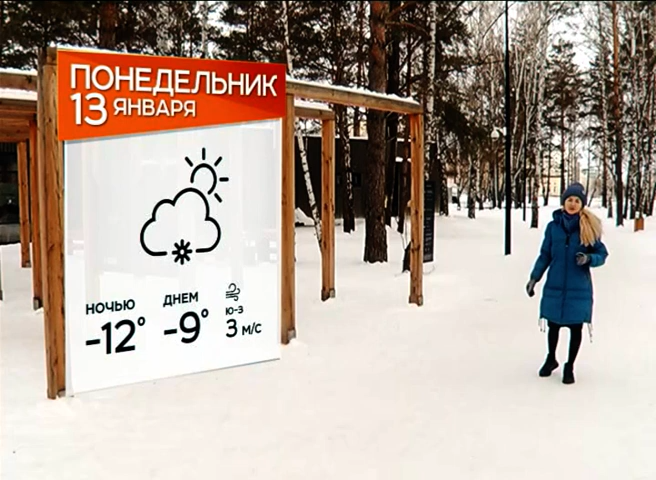 ПОНЕДЕЛЬНИК
13 ЯНВАРЯ
НОЧЬЮ
-12°
ДНЕМ
-9°
Ю-З
3 М/С